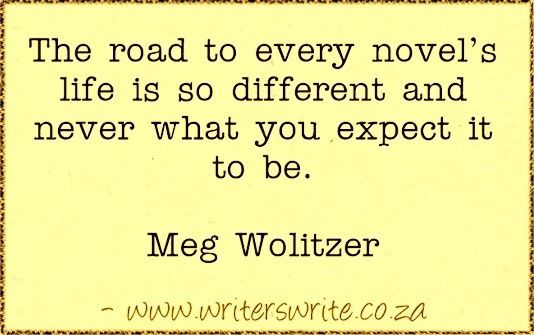 The road to every novel’s
life is so different and
never what you expect it
to be.
Meg Wolitzer
- www.writerswrite.co.za